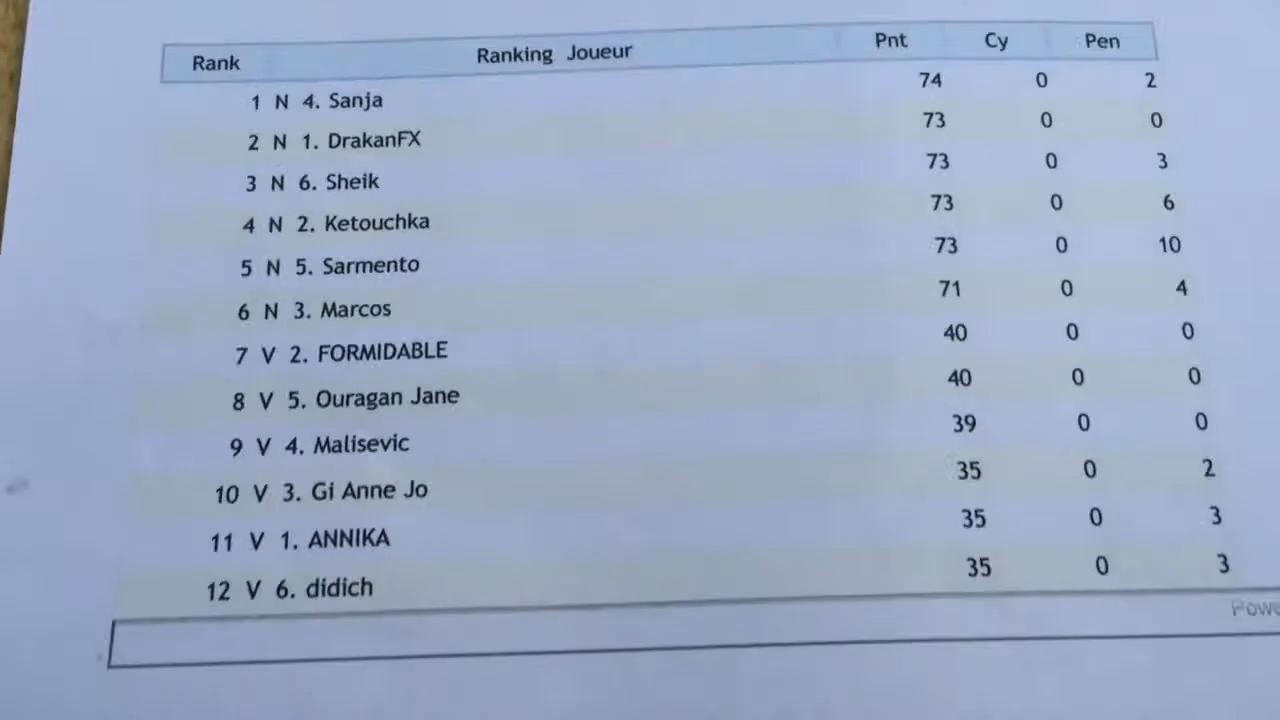 Rank Ranking Joueur Pnt Cy Pen
1 N 4. Sanja 74 0 2
2 N 1. DrakanFX 73 0 0
3 N 6. Sheik 73 0 3
4 N 2. Ketouchka 73 0 6
5 N 5. Sarmento 73 0 10
6 N 3. Marcos 71 0 4
7 V 2. FORMIDABLE 40 0 0
8 V 5. Ouragan Jane 40 0 0
9 V 4. Malisevic 39 0 0
10 V 3. Gi Anne Jo 35 0 2
11 V 1. ANNIKA 35 0 3
12 V 6. didich 35 0 3